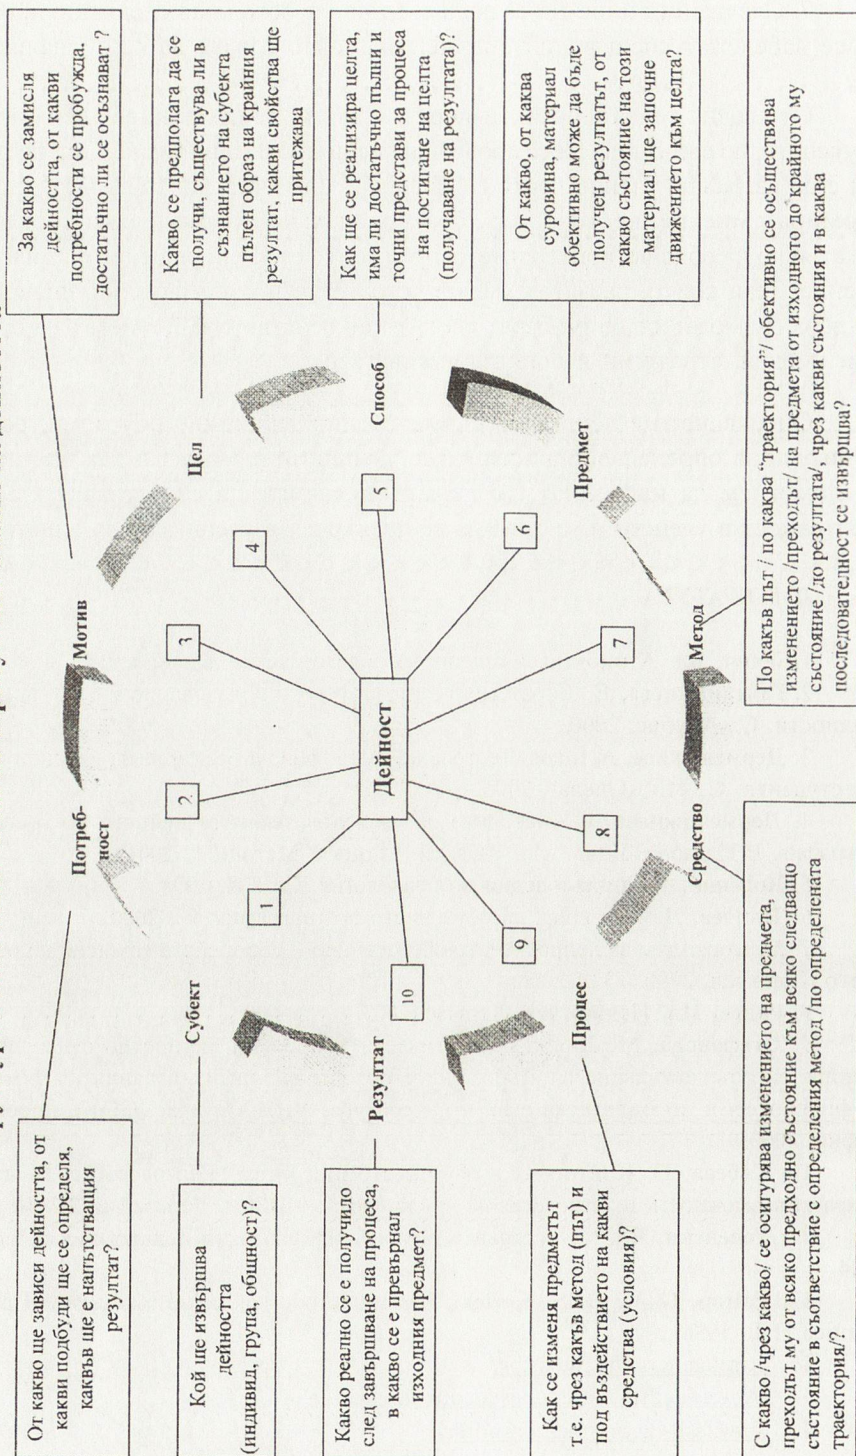 От какво ще зависи дейността, от
какви подбуди ще се определя,
какъв ще е напътстващия
резултат?
За какво се замисля
дейността, от какви
потребности се пробужда.
достатъчно ли се осъзнават ?
Кой ще извършва
дейността
(индивид, група, общност)?
Какво се предполага да се
получи, съществува ли в
съзнанието на субекта
пълен образ на крайния
резултат, какви свойства ще
притежава
Какво реално се е получило
след завършване на процеса,
в какво се е превърнал
изходния предмет?
Как ще се реализира целта,
има ли достатъчно пълни и
точни представи за процеса
на постигане на целта
(получаване на резултата)?
Как се изменя предметът
т.е. чрез какъв метод (път) и
под въздействието на какви
средства (условия)?
От какво, от каква
суровина, материал
обективно може да бъде
получен резултатът, от
какво състояние на този
материал ще започне
движението към целта?
С какво /чрез какво/ се осигурява изменението на предмета,
преходът му от всяко предходно състояние към всяко следващо
състояние в съответствие с определения метод /по определената
траектория/?
По какъв път / по каква “траектория”/ обективно се осъществява
изменението /преходът/ на предмета от изходното до крайното му
състояние /до резултата/, чрез какви състояния и в каква
последователност се извършва?
Потреб-
ност
Мотив
Субект
Цел
Резултат
Способ
Процес
Предмет
Средство
Метод
Дейност
1
2
3
4
5
6
7
8
9
10